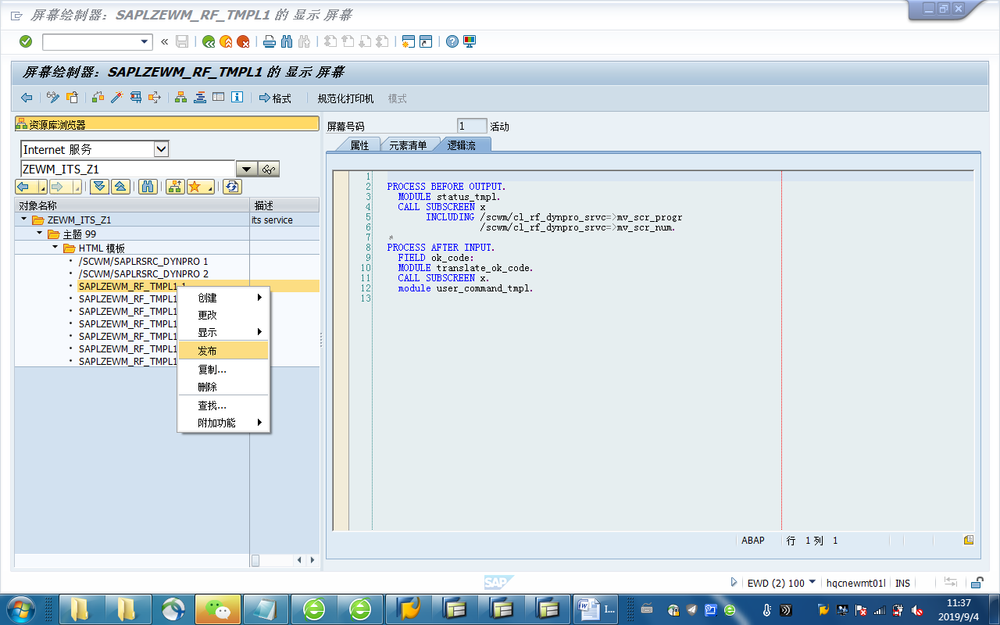 屏幕绘制器: SAPLZEWM_RF_TMPL1 的 显示 屏幕
屏幕绘制器: SAPLZEWM_RF_TMPL1 的 显示 屏幕
格式 规范化打印机 模式
资源库浏览器
Internet 服务
ZEWM_ITS_Z1
对象名称 描述
ZEWM_ITS_Z1 its service
主题 99
HTML 模板
/SCWM/SAPLRSRC_DYNPRO 1
/SCWM/SAPLRSRC_DYNPRO 2
SAPLZEWM_RF_TMPL1 1
SAPLZEWM_RF_TMPL1
SAPLZEWM_RF_TMPL1
SAPLZEWM_RF_TMPL1
SAPLZEWM_RF_TMPL1
SAPLZEWM_RF_TMPL1
SAPLZEWM_RF_TMPL1
创建
更改
显示
发布
复制...
删除
查找...
附加功能
屏幕号码 1 活动
属性 元素清单 逻辑流
1
2 PROCESS BEFORE OUTPUT.
3 MODULE status_tmpl.
4 CALL SUBSCREEN x
5 INCLUDING /scwm/cl_rf_dynpro_srvc=>mv_scr_progr
6 /scwm/cl_rf_dynpro_srvc=>mv_scr_num.
7 *
8 PROCESS AFTER INPUT.
9 FIELD ok_code:
10 MODULE translate_ok_code.
11 CALL SUBSCREEN x.
12 module user_command_tmpl.
13
ABAP 行 1 列 1
SAP
EWD (2) 100 hqcnewmt01l INS
I...
11:37
2019/9/4